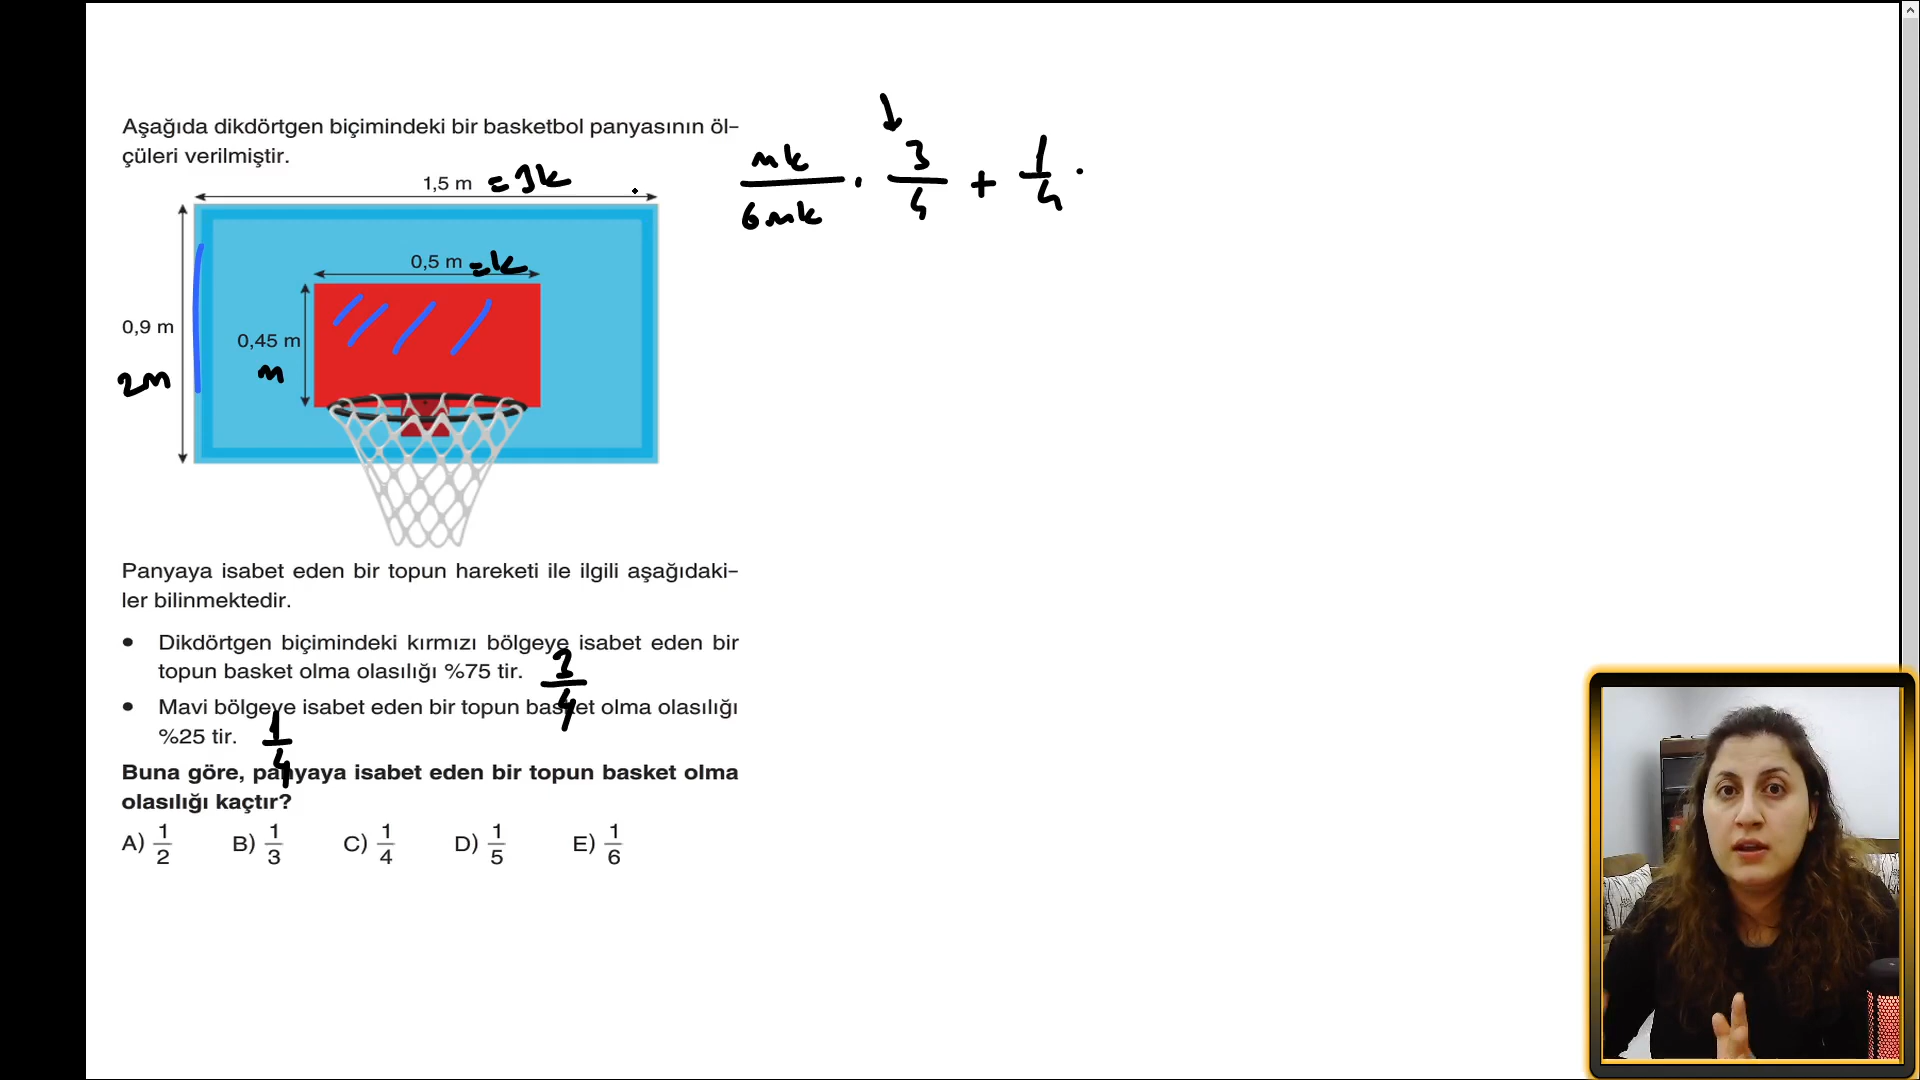 Aşağıda dikdörtgen biçimindeki bir basketbol panyasının öl-
çüleri verilmiştir.
1,5 m = 3k
0,5 m = k
0,9 m
2m
0,45 m
m
mk/6mk · 3/4 + 1/4 ·
Panyaya isabet eden bir topun hareketi ile ilgili aşağıdaki-
ler bilinmektedir.
• Dikdörtgen biçimindeki kırmızı bölgeye isabet eden bir
topun basket olma olasılığı %75 tir. 3/4
• Mavi bölgeye isabet eden bir topun basket olma olasılığı
%25 tir. 1/4
Buna göre, panyaya isabet eden bir topun basket olma
olasılığı kaçtır?
A) 1/2 B) 1/3 C) 1/4 D) 1/5 E) 1/6